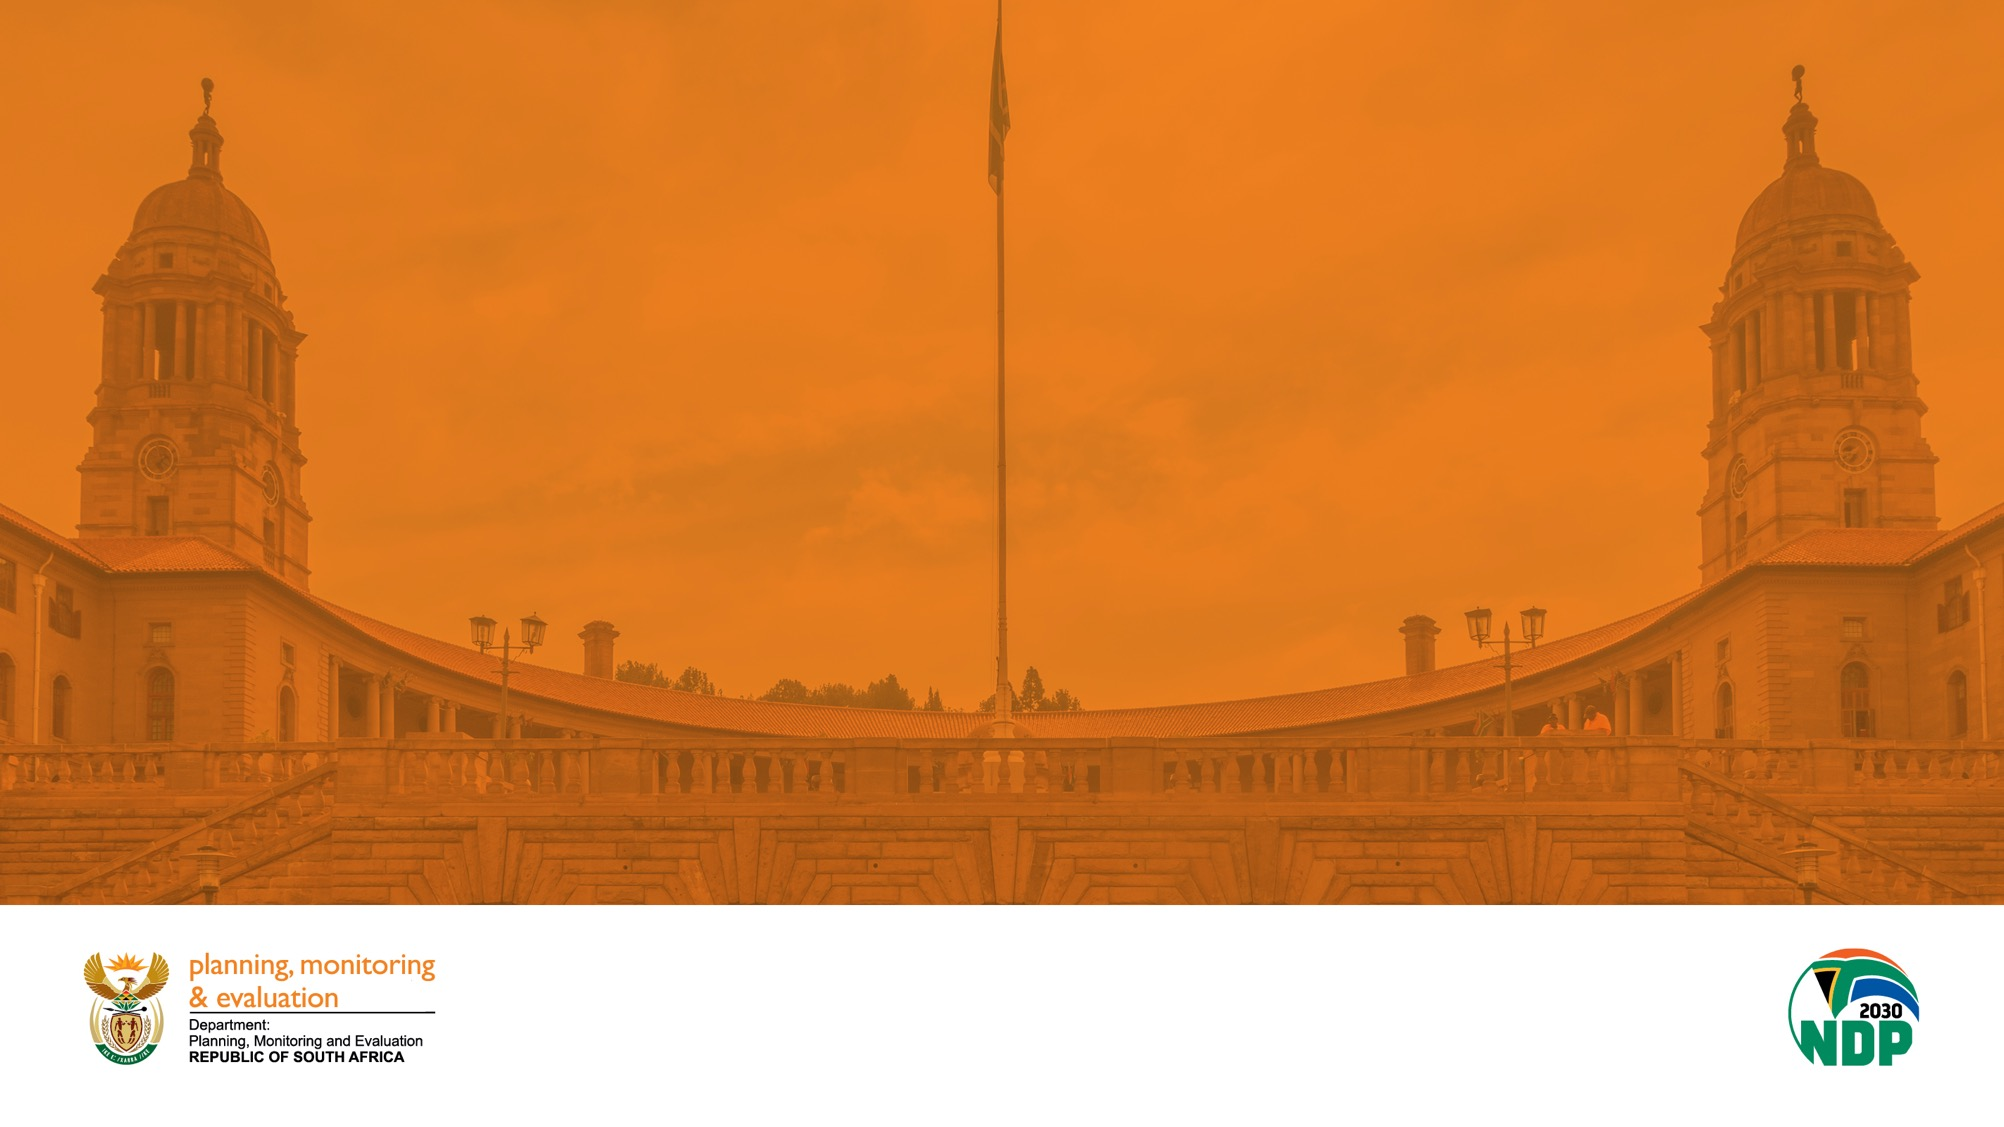 planning, monitoring
& evaluation
Department:
Planning, Monitoring and Evaluation
REPUBLIC OF SOUTH AFRICA
2030
NDP